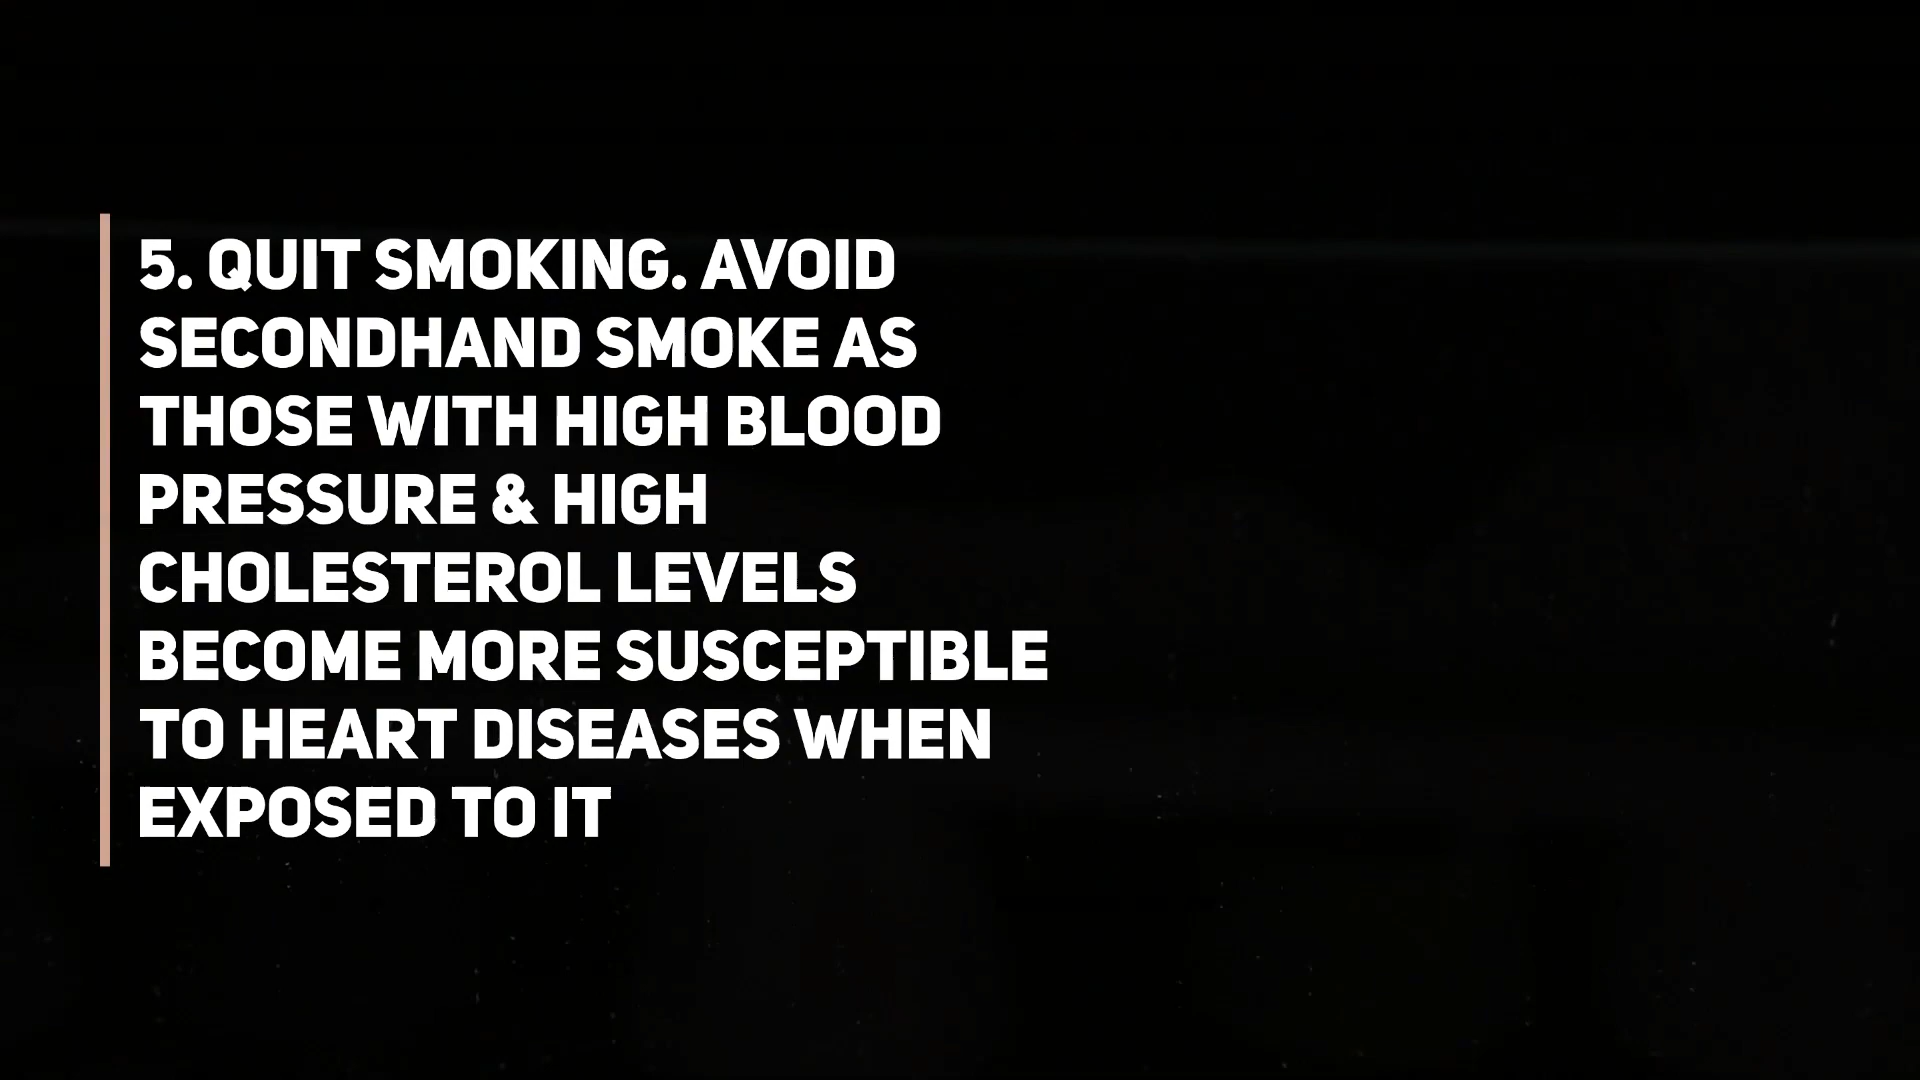 5. QUIT SMOKING. AVOID
SECONDHAND SMOKE AS
THOSE WITH HIGH BLOOD
PRESSURE & HIGH
CHOLESTEROL LEVELS
BECOME MORE SUSCEPTIBLE
TO HEART DISEASES WHEN
EXPOSED TO IT